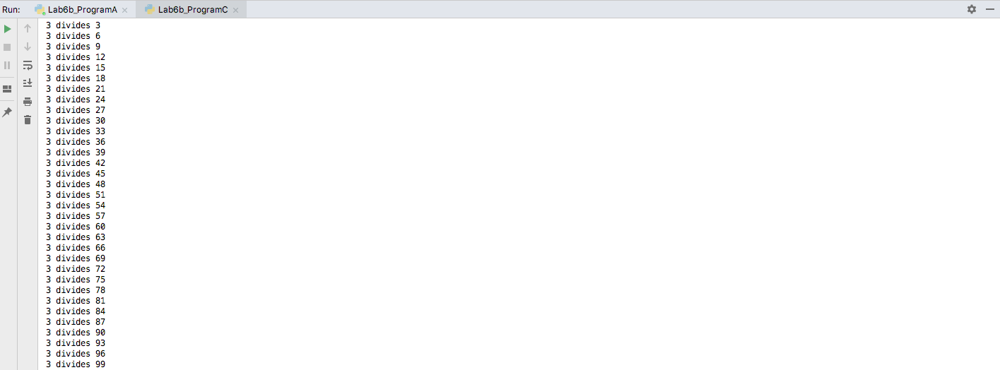 Run: Lab6b_ProgramA × Lab6b_ProgramC ×
3 divides 3
3 divides 6
3 divides 9
3 divides 12
3 divides 15
3 divides 18
3 divides 21
3 divides 24
3 divides 27
3 divides 30
3 divides 33
3 divides 36
3 divides 39
3 divides 42
3 divides 45
3 divides 48
3 divides 51
3 divides 54
3 divides 57
3 divides 60
3 divides 63
3 divides 66
3 divides 69
3 divides 72
3 divides 75
3 divides 78
3 divides 81
3 divides 84
3 divides 87
3 divides 90
3 divides 93
3 divides 96
3 divides 99